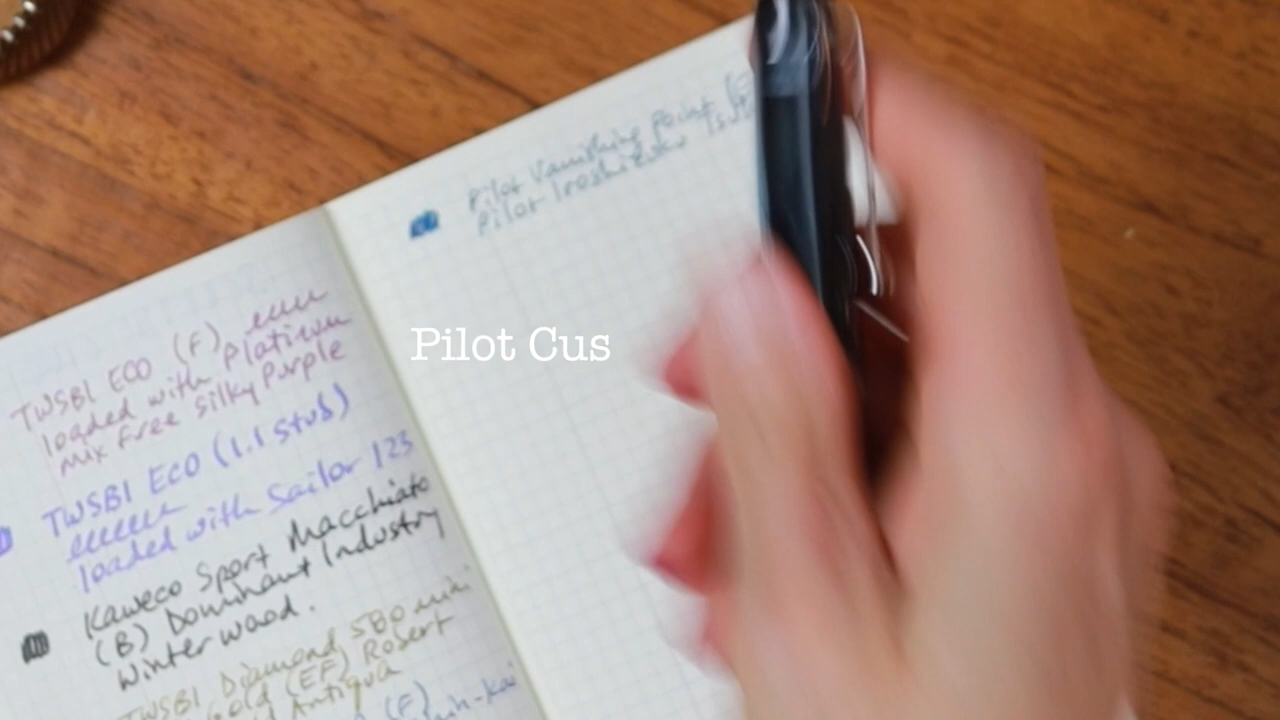 TWSBI ECO (F)
loaded with Platinum
Mix Free Silky Purple
TWSBI ECO (1.1 stub)
loaded with Sailor 123
Kaweco Sport Macchiato
(B) Dominant Industry
Winter wood.
TWSBI Diamond 580 mini
Gold (EF) Robert
Antiqua
(F)
Pilot Vanishing Point (E
Pilot Iroshizuku
Pilot Cus